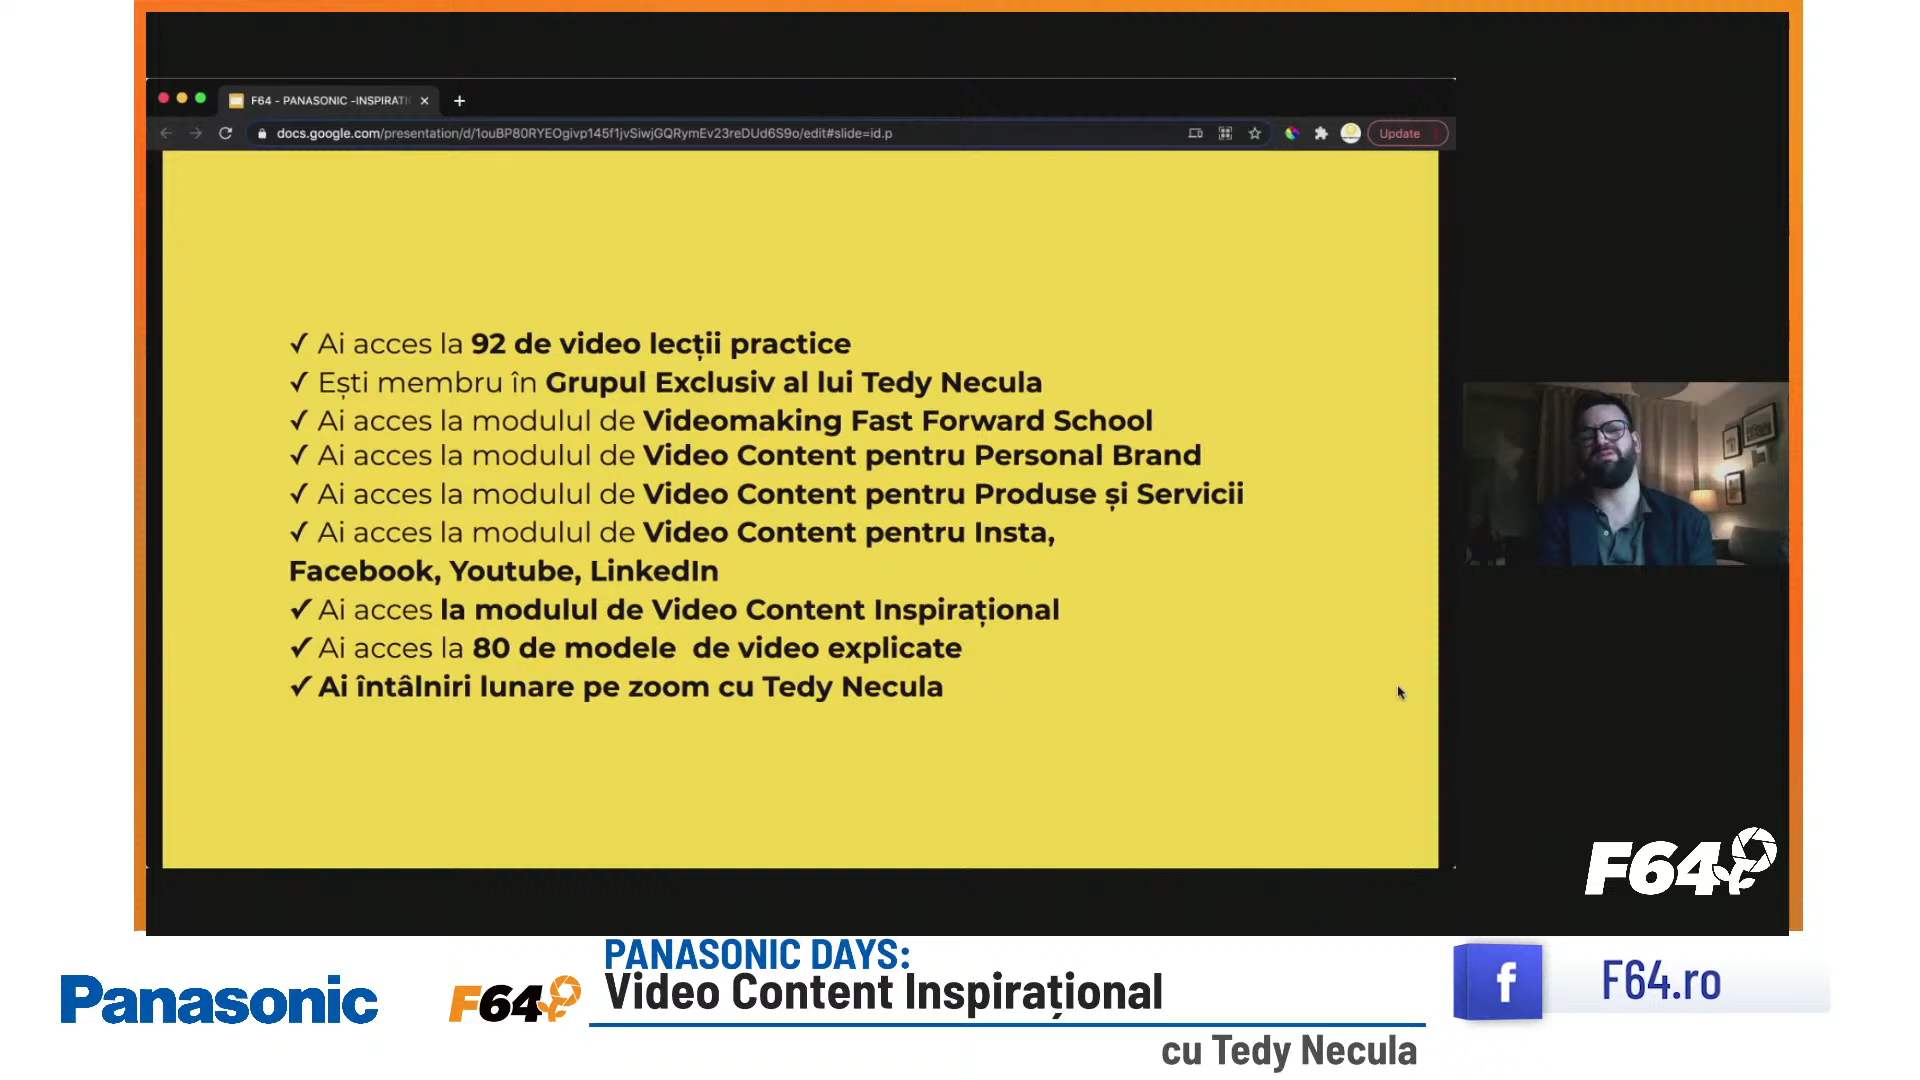 F64 - PANASONIC -INSPIRATI
Update
docs.google.com/presentation/d/1ouBP80RYEOgivp145f1jvSiwjGQRymEv23reDUd6S9o/edit#slide=id.p
✓ Ai acces la 92 de video lecții practice
✓ Ești membru în Grupul Exclusiv al lui Tedy Necula
✓ Ai acces la modulul de Videomaking Fast Forward School
✓ Ai acces la modulul de Video Content pentru Personal Brand
✓ Ai acces la modulul de Video Content pentru Produse și Servicii
✓ Ai acces la modulul de Video Content pentru Insta,
Facebook, Youtube, LinkedIn
✓ Ai acces la modulul de Video Content Inspirațional
✓ Ai acces la 80 de modele  de video explicate
✓ Ai întâlniri lunare pe zoom cu Tedy Necula
F64
Panasonic
F64
PANASONIC DAYS:
Video Content Inspirațional
cu Tedy Necula
f
F64.ro